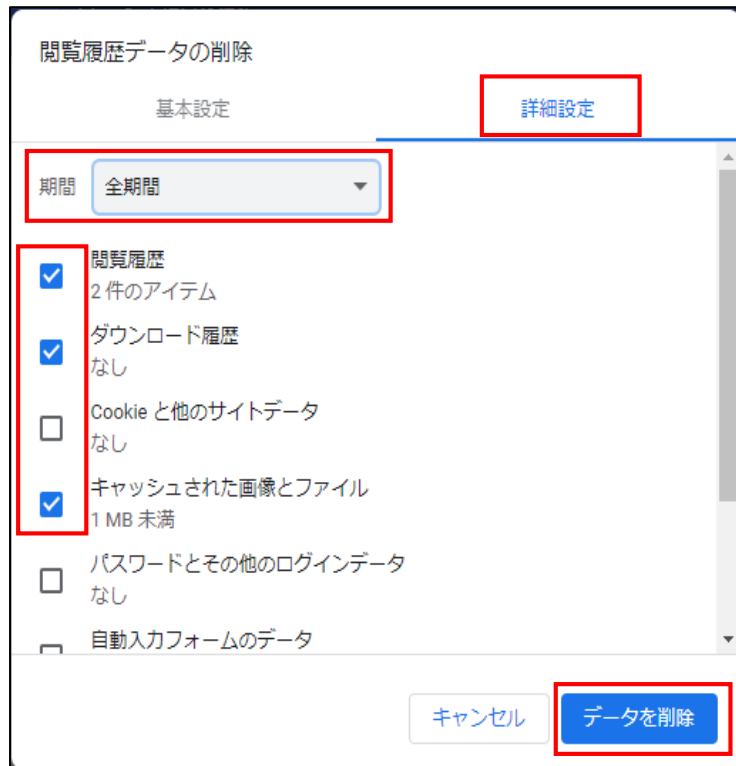 閲覧履歴データの削除
基本設定
詳細設定
期間
全期間
閲覧履歴
2 件のアイテム
ダウンロード履歴
なし
Cookie と他のサイトデータ
なし
キャッシュされた画像とファイル
1 MB 未満
パスワードとその他のログインデータ
なし
自動入力フォームのデータ
キャンセル
データを削除